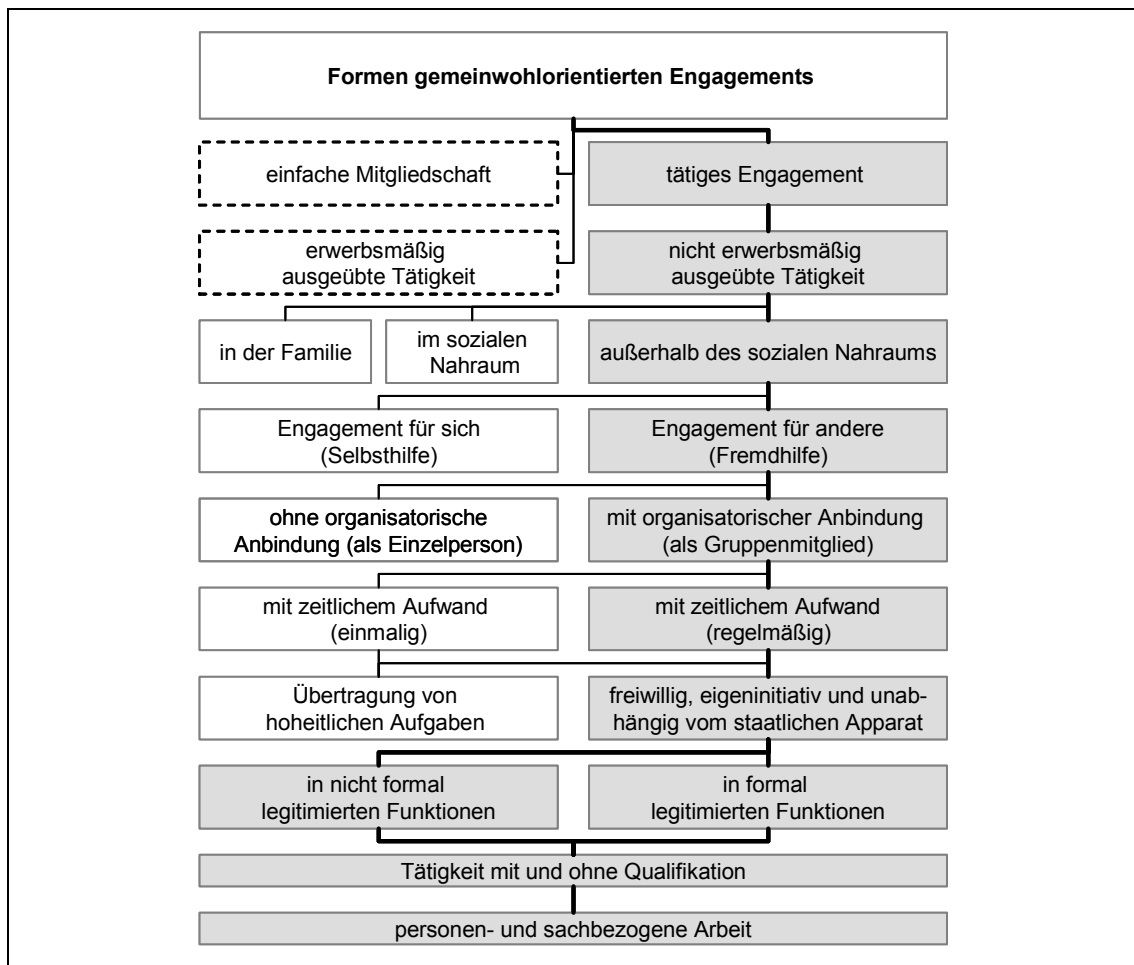 Formen gemeinwohlorientierten Engagements
einfache Mitgliedschaft
tätiges Engagement
erwerbsmäßig
ausgeübte Tätigkeit
nicht erwerbsmäßig
ausgeübte Tätigkeit
in der Familie
im sozialen
Nahraum
außerhalb des sozialen Nahraums
Engagement für sich
(Selbsthilfe)
Engagement für andere
(Fremdhilfe)
ohne organisatorische
Anbindung (als Einzelperson)
mit organisatorischer Anbindung
(als Gruppenmitglied)
mit zeitlichem Aufwand
(einmalig)
mit zeitlichem Aufwand
(regelmäßig)
Übertragung von
hoheitlichen Aufgaben
freiwillig, eigeninitiativ und unab-
hängig vom staatlichen Apparat
in nicht formal
legitimierten Funktionen
in formal
legitimierten Funktionen
Tätigkeit mit und ohne Qualifikation
personen- und sachbezogene Arbeit